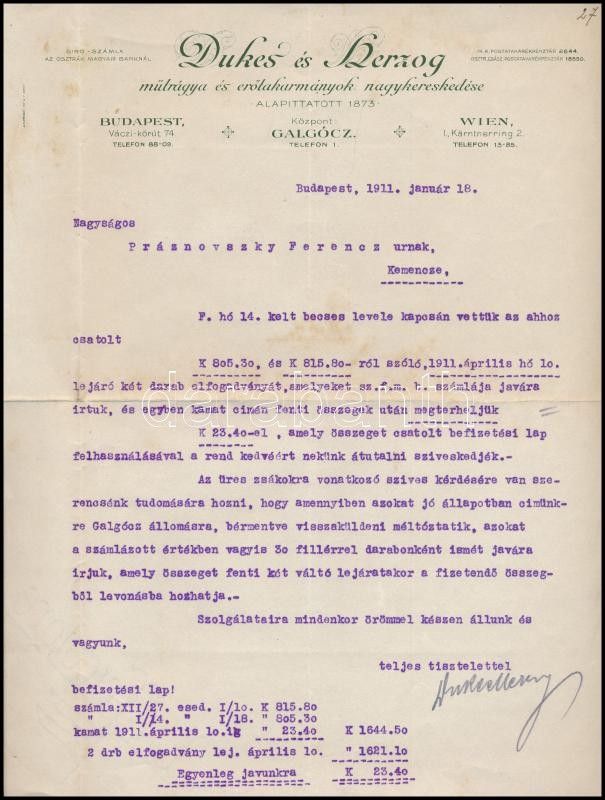 27
GIRO-SZÁMLA
AZ OSZTRÁK MAGYAR BANKNÁL
M.K. POSTATAKARÉKPÉNZTÁR 2644.
OSZTR. CSÁSZ. POSTATAKARÉKPÉNZTÁR 18550.
Dukes és Herzog
műtrágya és erőtakarmányok nagykereskedése
ALAPITTATOTT 1873
BUDAPEST,
Váczi-körút 74
TELEFON 88-09.
Központ:
GALGÓCZ.
TELEFON 1.
WIEN,
I., Kärntnerring 2.
TELEFON 13-85.
Budapest, 1911. január 18.
Nagyságos
Práznovszky Ferencz urnak,
Kemencze,
F. hó 14. kelt becses levele kapcsán vettük az ahhoz
csatolt
K 805.30, és K 815.80- ról szóló, 1911.április hó 10.
lejáró két darab elfogadványát, amelyeket sz.f.m. b. számlája javára
irtuk, és egyben kamat cimén fenti összegek után megterheljük
K 23.40-el , amely összeget csatolt befizetési lap
felhasználásával a rend kedvéért nekünk átutalni sziveskedjék.-
Az üres zsákokra vonatkozó szives kérdésére van sze-
rencsénk tudomására hozni, hogy amennyiben azokat jó állapotban cimünk-
re Galgócz állomásra, bérmentve visszaküldeni méltóztatik, azokat
a számlázott értékben vagyis 30 fillérrel darabonként ismét javára
irjuk, amely összeget fenti két váltó lejáratakor a fizetendő összeg-
ből levonásba hozhatja.-
Szolgálataira mindenkor örömmel készen állunk és
vagyunk,
teljes tisztelettel
Dukes Herzog
befizetési lap!
számla:XII/27. esed. I/10. K 815.80
" I/14. " I/18. " 805.30
kamat 1911.április 10.ig " 23.40 K 1644.50
2 drb elfogadvány lej. április 10. " 1621.10
Egyenleg javunkra K 23.40
darabanth